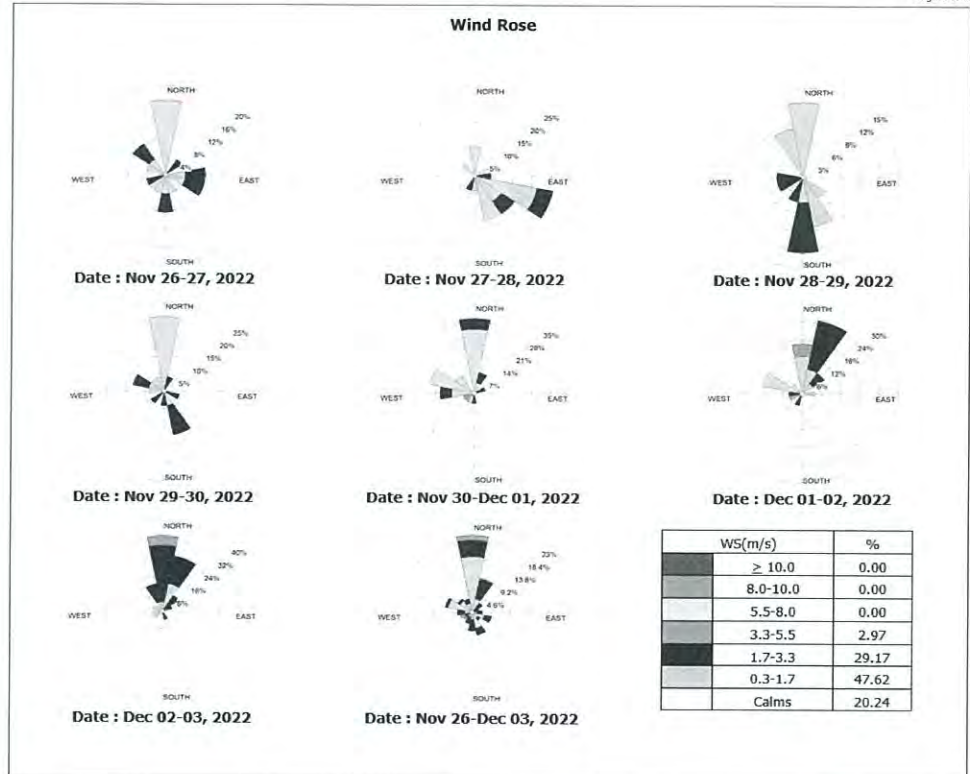 Wind Rose
NORTH
20%
16%
12%
8%
4%
WEST
EAST
SOUTH
Date : Nov 26-27, 2022
NORTH
25%
20%
15%
10%
5%
WEST
EAST
SOUTH
Date : Nov 27-28, 2022
NORTH
15%
12%
9%
6%
3%
WEST
EAST
SOUTH
Date : Nov 28-29, 2022
NORTH
25%
20%
15%
10%
5%
WEST
EAST
SOUTH
Date : Nov 29-30, 2022
NORTH
35%
28%
21%
14%
7%
WEST
EAST
SOUTH
Date : Nov 30-Dec 01, 2022
NORTH
30%
24%
18%
12%
6%
WEST
EAST
SOUTH
Date : Dec 01-02, 2022
NORTH
40%
32%
24%
16%
8%
WEST
EAST
SOUTH
Date : Dec 02-03, 2022
NORTH
23%
18.4%
13.8%
9.2%
4.6%
WEST
EAST
SOUTH
Date : Nov 26-Dec 03, 2022
WS(m/s) %
≥ 10.0 0.00
8.0-10.0 0.00
5.5-8.0 0.00
3.3-5.5 2.97
1.7-3.3 29.17
0.3-1.7 47.62
Calms 20.24